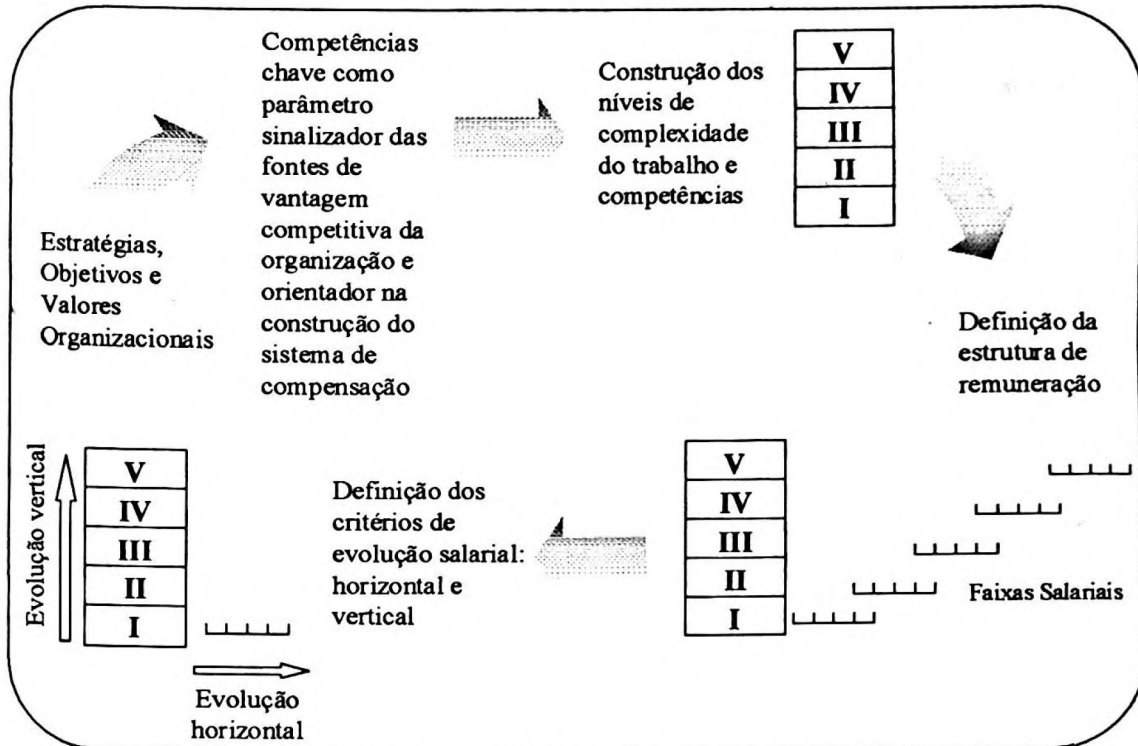 Estratégias,
Objetivos e
Valores
Organizacionais
Competências
chave como
parâmetro
sinalizador das
fontes de
vantagem
competitiva da
organização e
orientador na
construção do
sistema de
compensação
Construção dos
níveis de
complexidade
do trabalho e
competências
V
IV
III
II
I
Definição da
estrutura de
remuneração
V
IV
III
II
I
Faixas Salariais
Definição dos
critérios de
evolução salarial:
horizontal e
vertical
Evolução vertical
V
IV
III
II
I
Evolução
horizontal